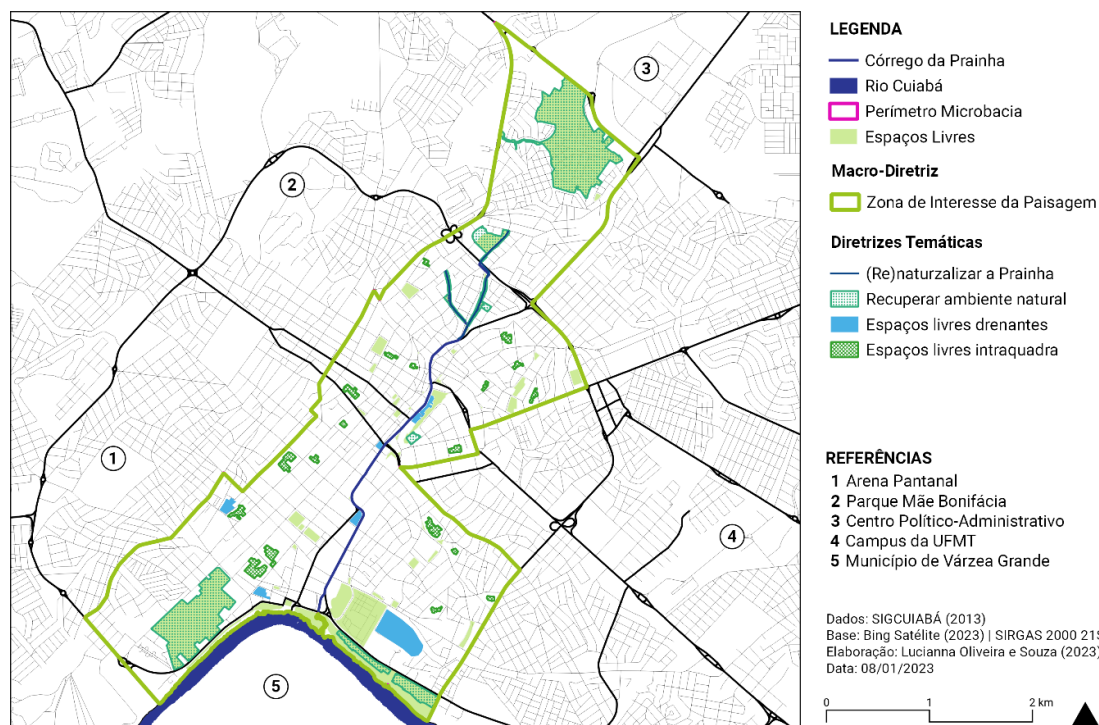 3
2
1
4
5
LEGENDA
Córrego da Prainha
Rio Cuiabá
Perímetro Microbacia
Espaços Livres
Macro-Diretriz
Zona de Interesse da Paisagem
Diretrizes Temáticas
(Re)naturzalizar a Prainha
Recuperar ambiente natural
Espaços livres drenantes
Espaços livres intraquadra
REFERÊNCIAS
1 Arena Pantanal
2 Parque Mãe Bonifácia
3 Centro Político-Administrativo
4 Campus da UFMT
5 Município de Várzea Grande
Dados: SIGCUIABÁ (2013)
Base: Bing Satélite (2023) | SIRGAS 2000 21S
Elaboração: Lucianna Oliveira e Souza (2023)
Data: 08/01/2023
0 1 2 km